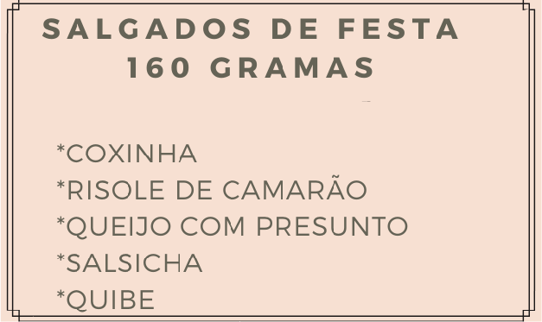 SALGADOS DE FESTA
160 GRAMAS
*COXINHA
*RISOLE DE CAMARÃO
*QUEIJO COM PRESUNTO
*SALSICHA
*QUIBE